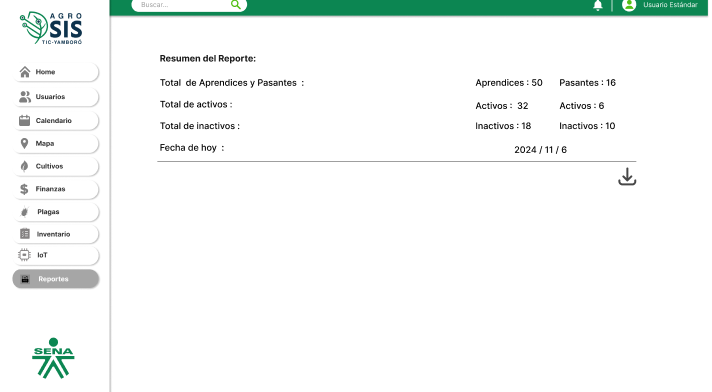 AGRO
SIS
TIC-YAMBORÓ
Home
Usuarios
Calendario
Mapa
Cultivos
Finanzas
Plagas
Inventario
IoT
Reportes
SENA
Buscar...
Usuario Estándar
Resumen del Reporte:
Total de Aprendices y Pasantes : Aprendices : 50 Pasantes : 16
Total de activos : Activos : 32 Activos : 6
Total de inactivos : Inactivos : 18 Inactivos : 10
Fecha de hoy : 2024 / 11 / 6